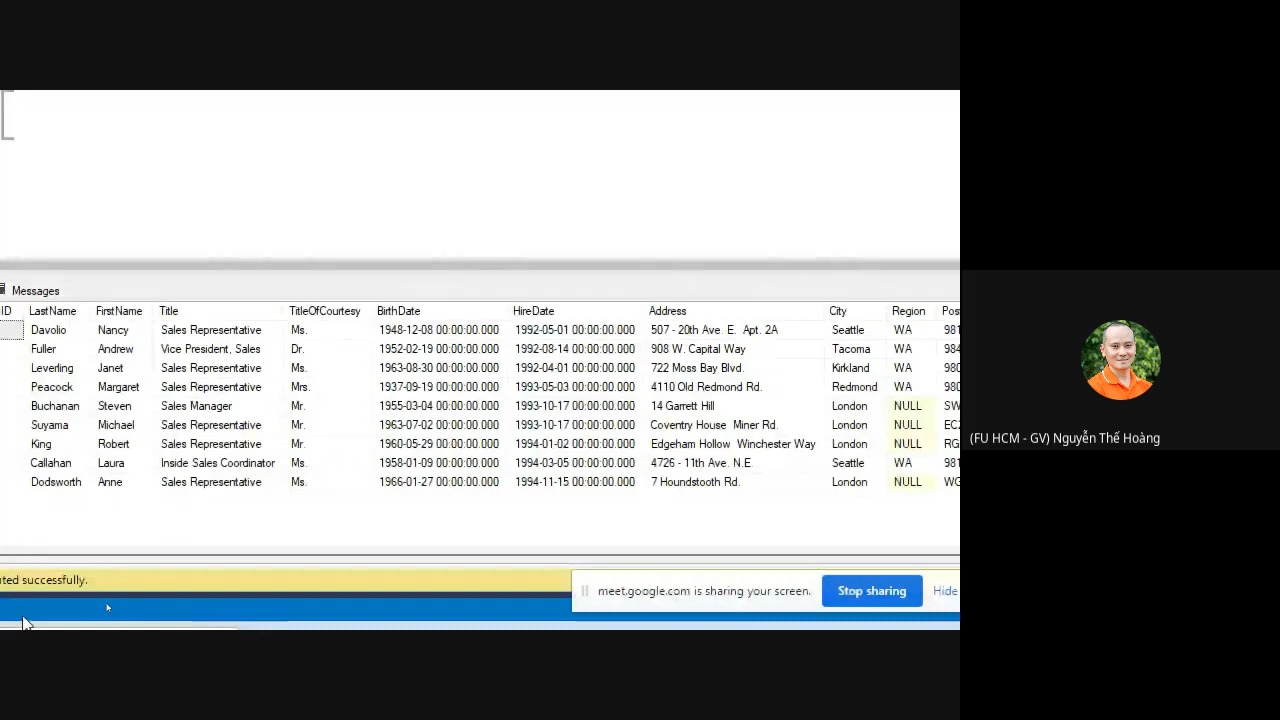 Messages
ID LastName FirstName Title TitleOfCourtesy BirthDate HireDate Address City Region Pos
Davolio Nancy Sales Representative Ms. 1948-12-08 00:00:00.000 1992-05-01 00:00:00.000 507 - 20th Ave. E. Apt. 2A Seattle WA 981
Fuller Andrew Vice President, Sales Dr. 1952-02-19 00:00:00.000 1992-08-14 00:00:00.000 908 W. Capital Way Tacoma WA 984
Leverling Janet Sales Representative Ms. 1963-08-30 00:00:00.000 1992-04-01 00:00:00.000 722 Moss Bay Blvd. Kirkland WA 980
Peacock Margaret Sales Representative Mrs. 1937-09-19 00:00:00.000 1993-05-03 00:00:00.000 4110 Old Redmond Rd. Redmond WA 980
Buchanan Steven Sales Manager Mr. 1955-03-04 00:00:00.000 1993-10-17 00:00:00.000 14 Garrett Hill London NULL SW
Suyama Michael Sales Representative Mr. 1963-07-02 00:00:00.000 1993-10-17 00:00:00.000 Coventry House Miner Rd. London NULL EC2
King Robert Sales Representative Mr. 1960-05-29 00:00:00.000 1994-01-02 00:00:00.000 Edgeham Hollow Winchester Way London NULL RG
Callahan Laura Inside Sales Coordinator Ms. 1958-01-09 00:00:00.000 1994-03-05 00:00:00.000 4726 - 11th Ave. N.E. Seattle WA 981
Dodsworth Anne Sales Representative Ms. 1966-01-27 00:00:00.000 1994-11-15 00:00:00.000 7 Houndstooth Rd. London NULL WG
(FU HCM - GV) Nguyễn Thế Hoàng
uted successfully.
meet.google.com is sharing your screen. Stop sharing Hide